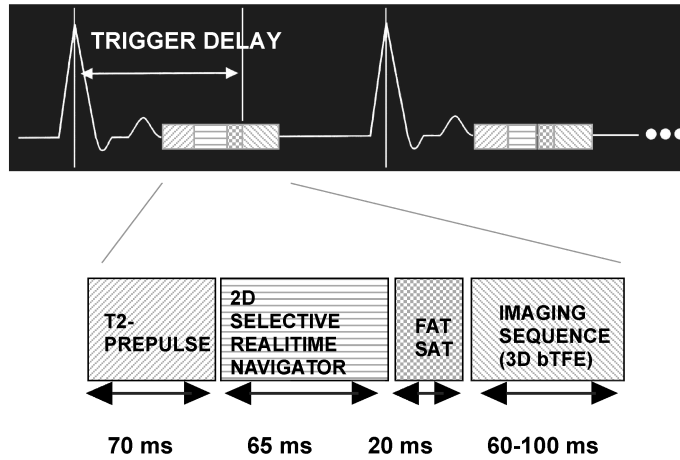 TRIGGER DELAY
T2-
PREPULSE
2D
SELECTIVE
REALITIME
NAVIGATOR
FAT
SAT
IMAGING
SEQUENCE
(3D bTFE)
70 ms
65 ms
20 ms
60-100 ms